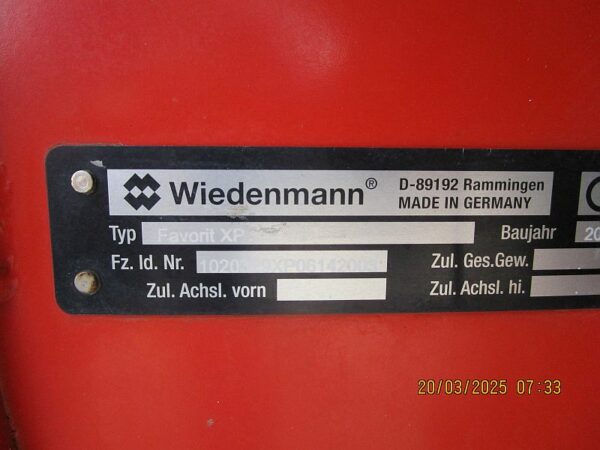 Wiedenmann®
D-89192 Rammingen
MADE IN GERMANY
Typ Favorit XP Baujahr 20
Fz. Id. Nr. Zul. Ges.Gew.
Zul. Achsl. vorn Zul. Achsl. hi.
20/03/2025 07:33